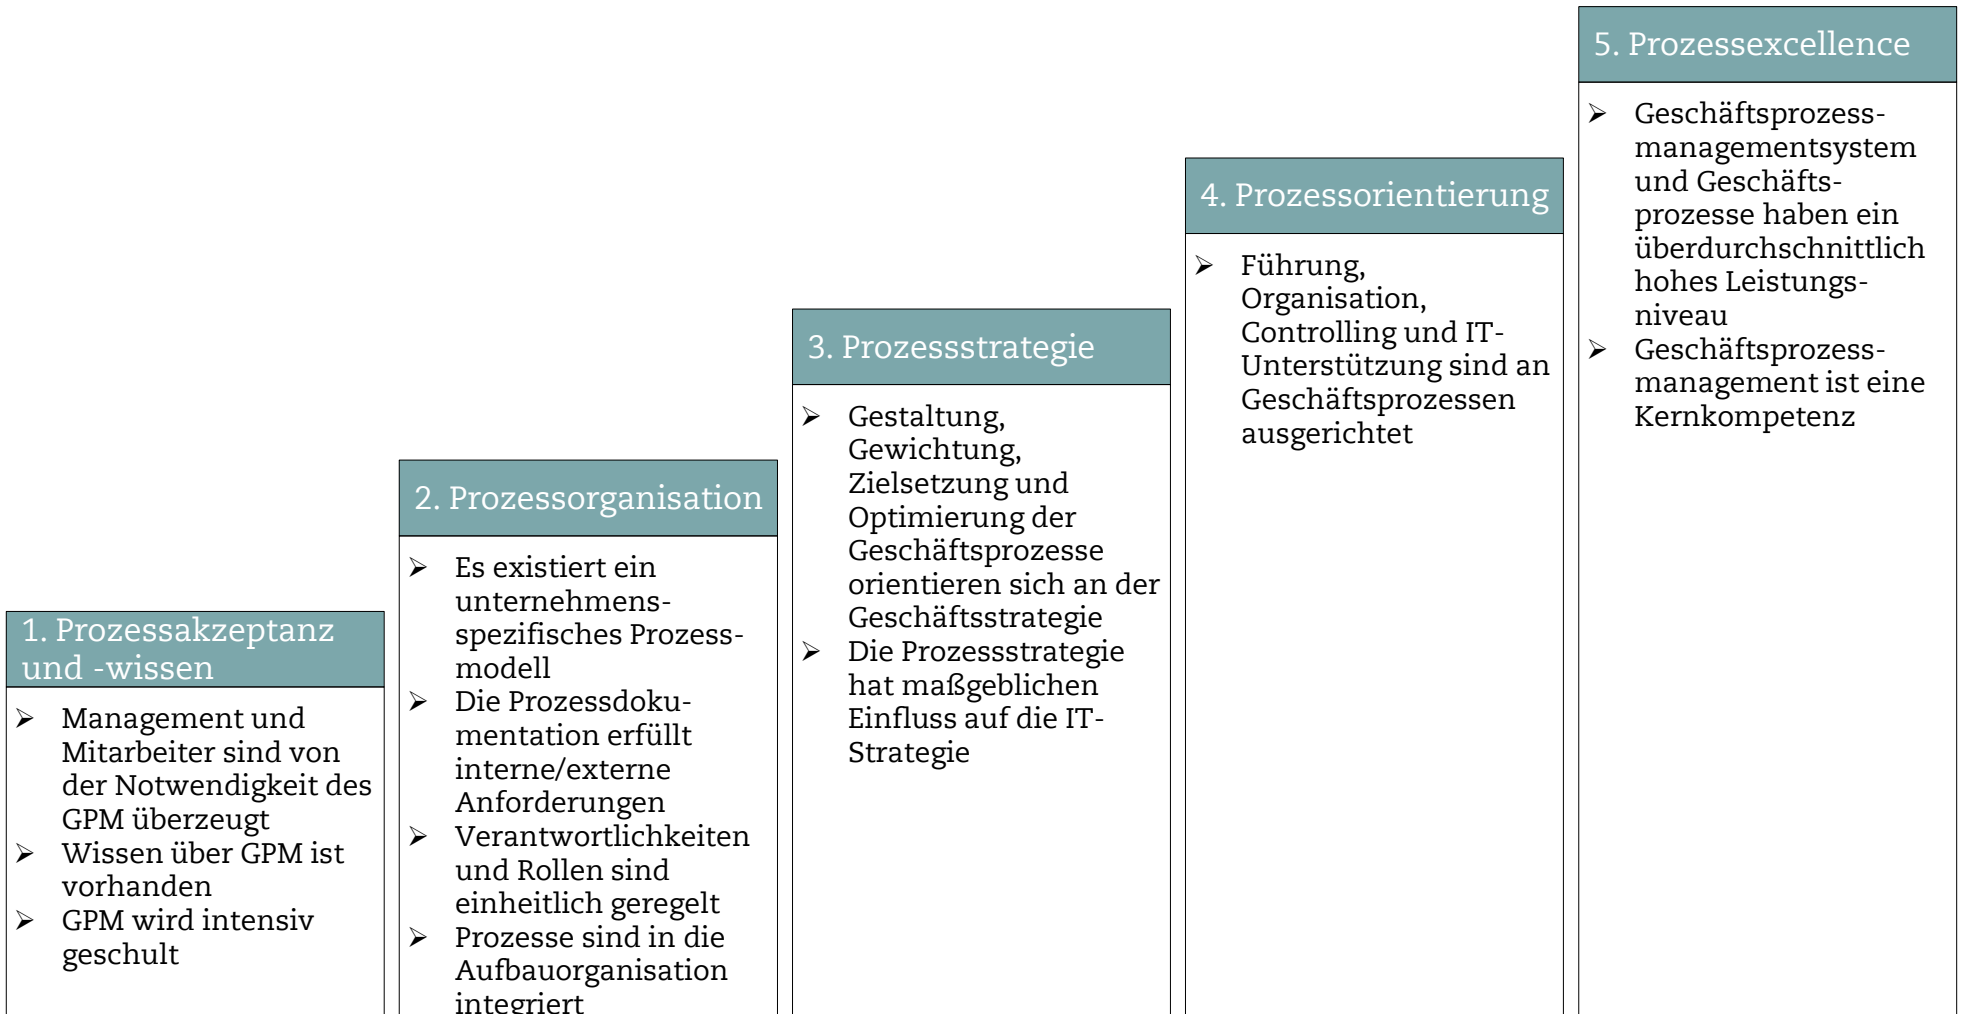 1. Prozessakzeptanz
und -wissen
➢ Management und
Mitarbeiter sind von
der Notwendigkeit des
GPM überzeugt
➢ Wissen über GPM ist
vorhanden
➢ GPM wird intensiv
geschult
2. Prozessorganisation
➢ Es existiert ein
unternehmens-
spezifisches Prozess-
modell
➢ Die Prozessdoku-
mentation erfüllt
interne/externe
Anforderungen
➢ Verantwortlichkeiten
und Rollen sind
einheitlich geregelt
➢ Prozesse sind in die
Aufbauorganisation
integriert
3. Prozessstrategie
➢ Gestaltung,
Gewichtung,
Zielsetzung und
Optimierung der
Geschäftsprozesse
orientieren sich an der
Geschäftsstrategie
➢ Die Prozessstrategie
hat maßgeblichen
Einfluss auf die IT-
Strategie
4. Prozessorientierung
➢ Führung,
Organisation,
Controlling und IT-
Unterstützung sind an
Geschäftsprozessen
ausgerichtet
5. Prozessexcellence
➢ Geschäftsprozess-
managementsystem
und Geschäfts-
prozesse haben ein
überdurchschnittlich
hohes Leistungs-
niveau
➢ Geschäftsprozess-
management ist eine
Kernkompetenz